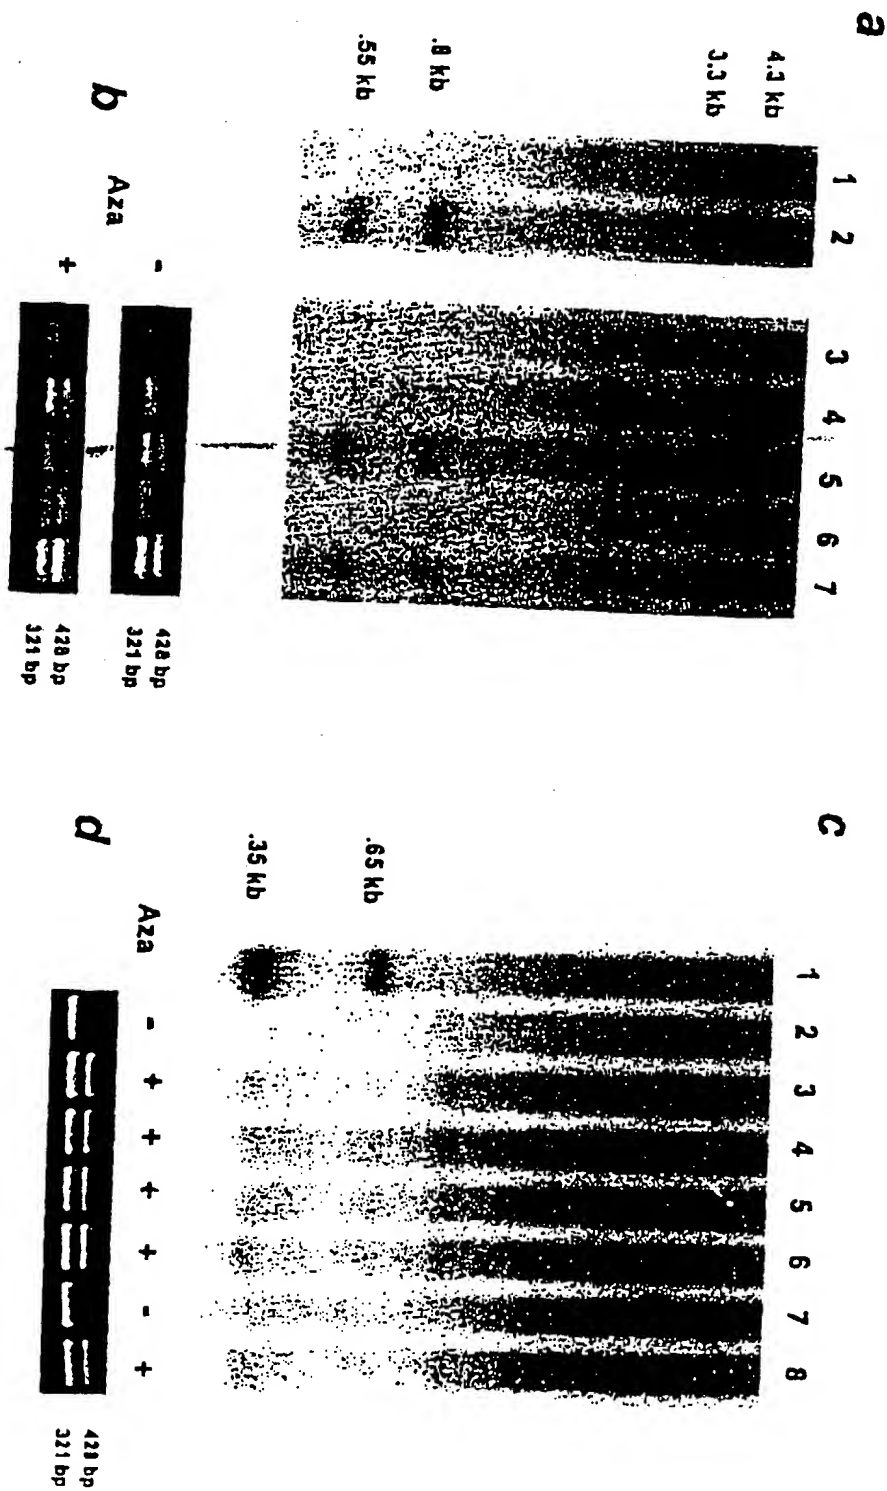 a
1 2 3 4 5 6 7
4.3 kb
3.3 kb
.8 kb
.55 kb
b
Aza
-
428 bp
321 bp
+
428 bp
321 bp
c
1 2 3 4 5 6 7 8
.65 kb
.35 kb
d
Aza - + + + + - +
428 bp
321 bp